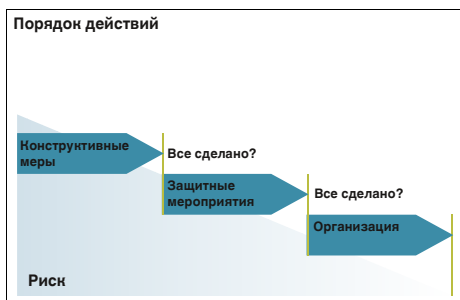 Порядок действий
Конструктивные
меры
Все сделано?
Защитные
мероприятия
Все сделано?
Организация
Риск